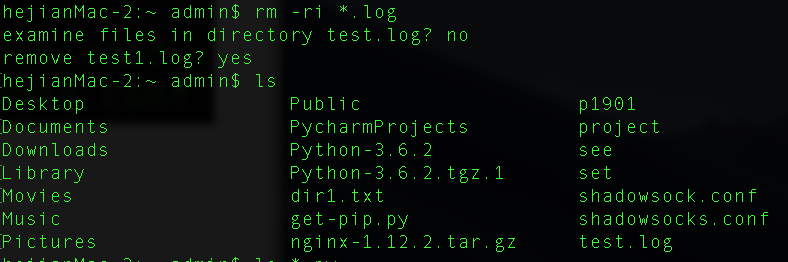 hejianMac-2:~ admin$ rm -ri *.log
examine files in directory test.log? no
remove test1.log? yes
hejianMac-2:~ admin$ ls
Desktop Public p1901
Documents PycharmProjects project
Downloads Python-3.6.2 see
Library Python-3.6.2.tgz.1 set
Movies dir1.txt shadowsock.conf
Music get-pip.py shadowsocks.conf
Pictures nginx-1.12.2.tar.gz test.log